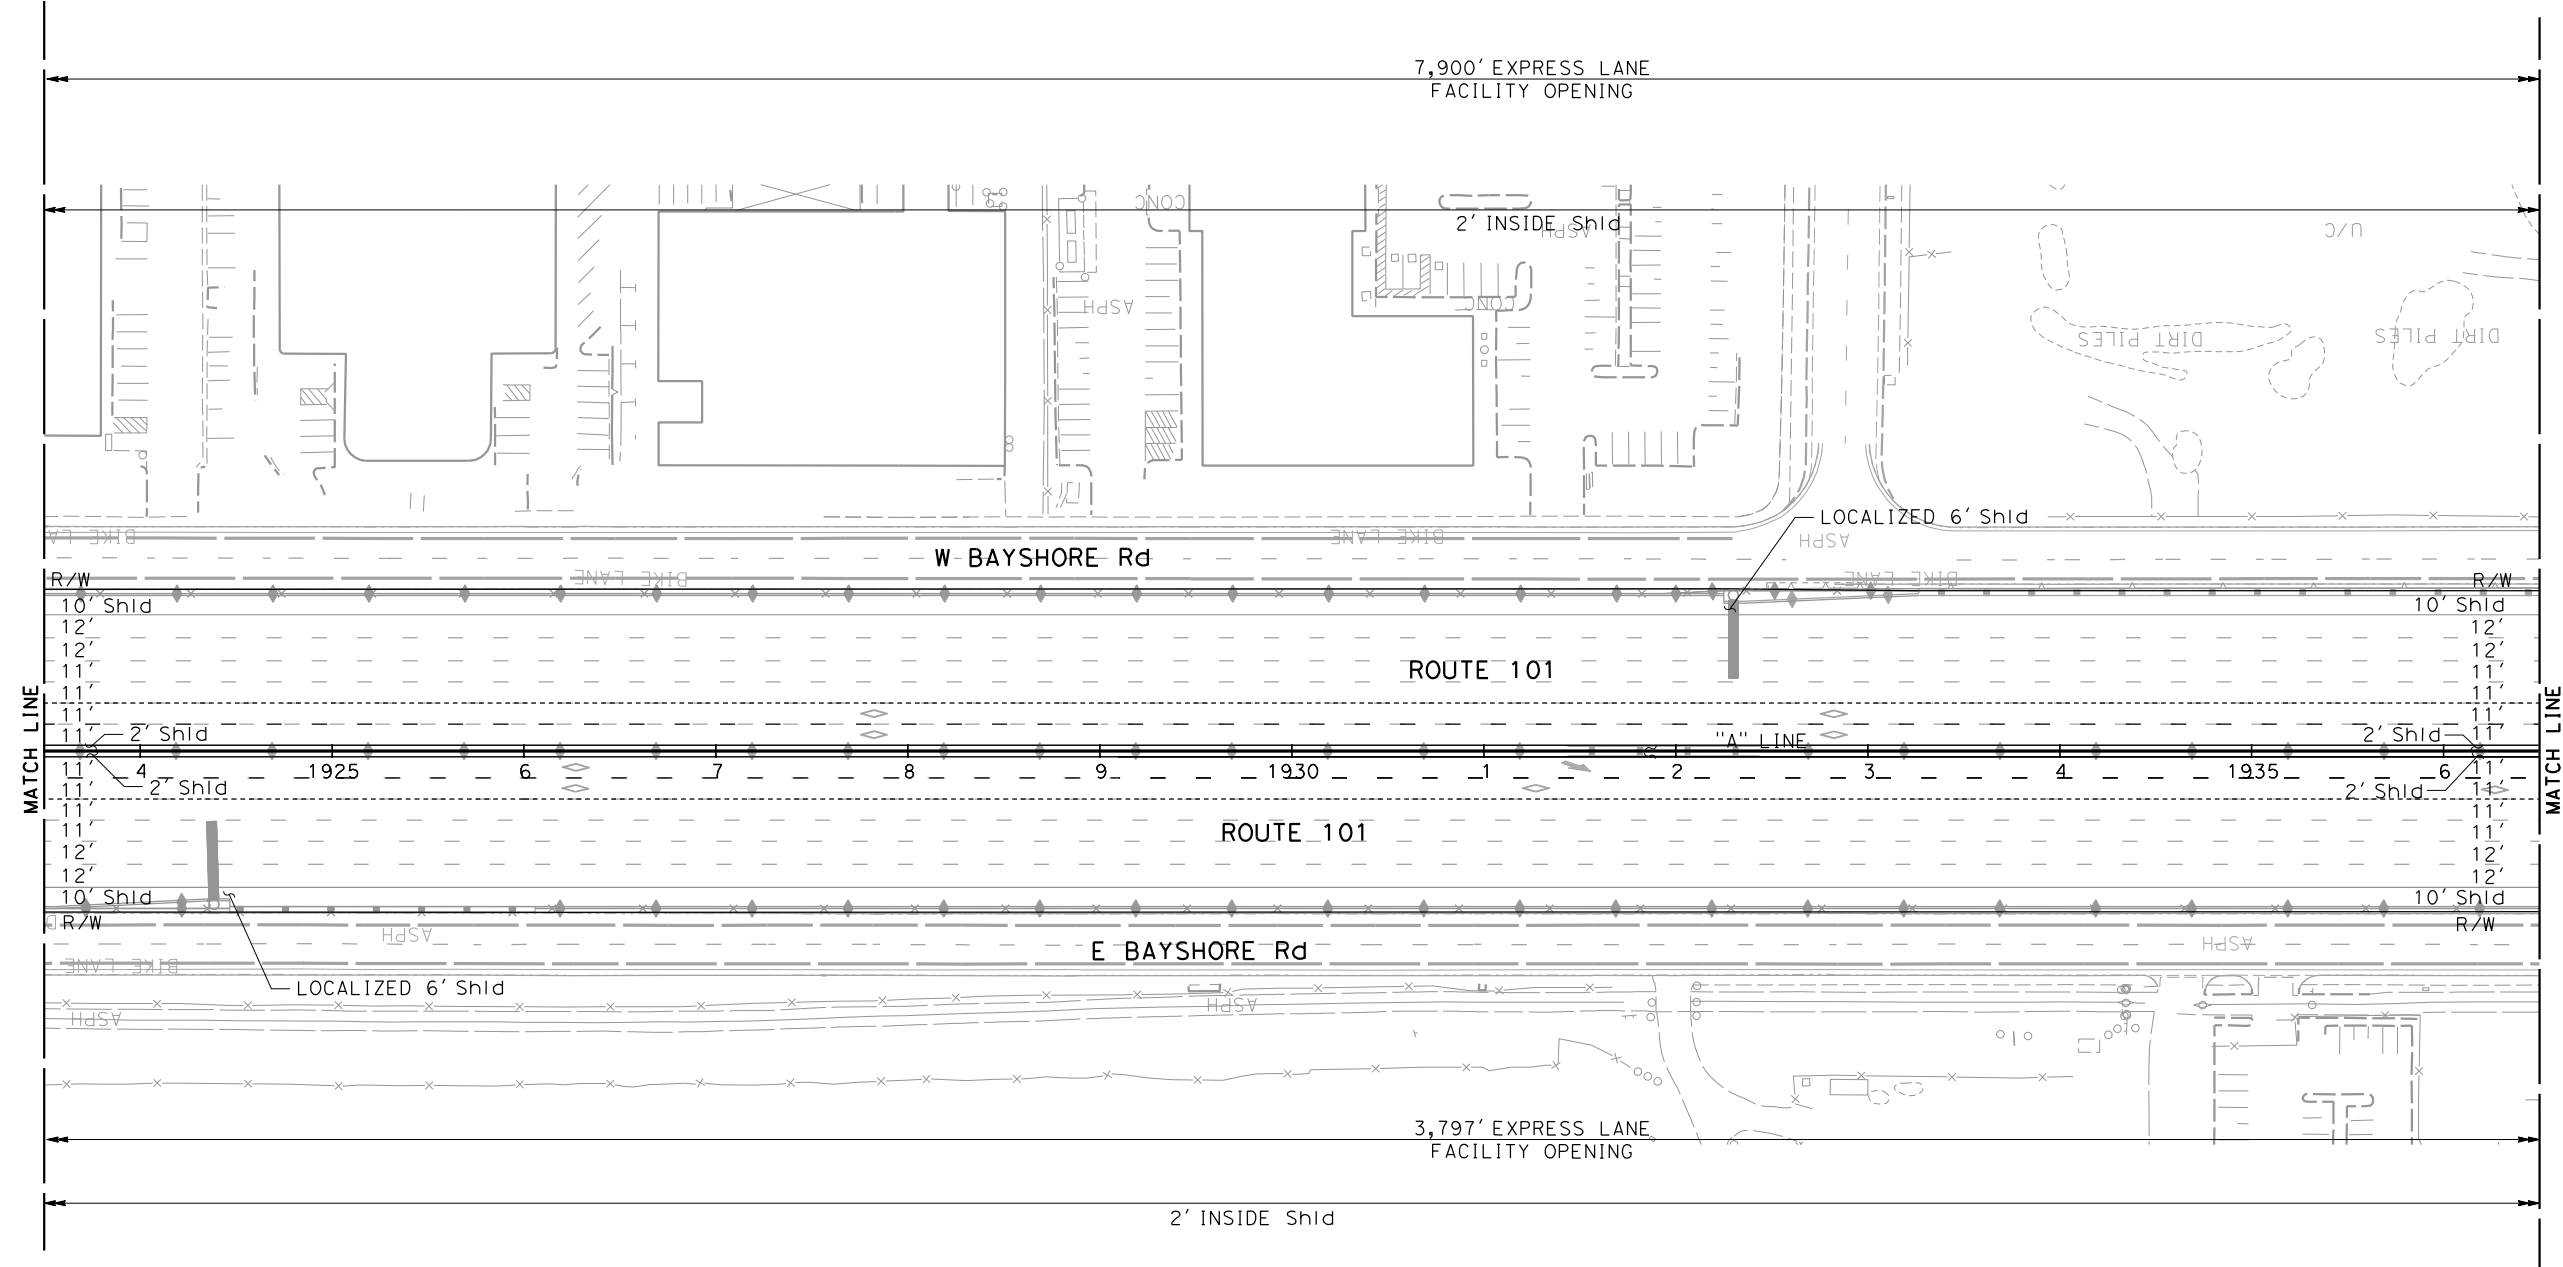 7,900' EXPRESS LANE
FACILITY OPENING
2' INSIDE Shld
CONC
ASPH
U/C
ASPH
CONC
DIRT PILES
DIRT PILES
LOCALIZED 6' Shld
BIKE LA
BIKE LANE
ASPH
W BAYSHORE Rd
BIKE LANE
BIKE LANE
R/W
R/W
10' Shld
10' Shld
12'
12'
12'
12'
11'
11'
ROUTE 101
11'
11'
11'
11'
11'
11'
2' Shld
2' Shld
"A" LINE
MATCH LINE
MATCH LINE
11'
4
1925
6
7
8
9
1930
1
2
3
4
1935
6
11'
2' Shld
2' Shld
11'
11'
11'
11'
ROUTE 101
12'
12'
12'
12'
10' Shld
10' Shld
R/W
R/W
ASPH
ASPH
E BAYSHORE Rd
BIKE LANE
LOCALIZED 6' Shld
ASPH
ASPH
3,797' EXPRESS LANE
FACILITY OPENING
2' INSIDE Shld